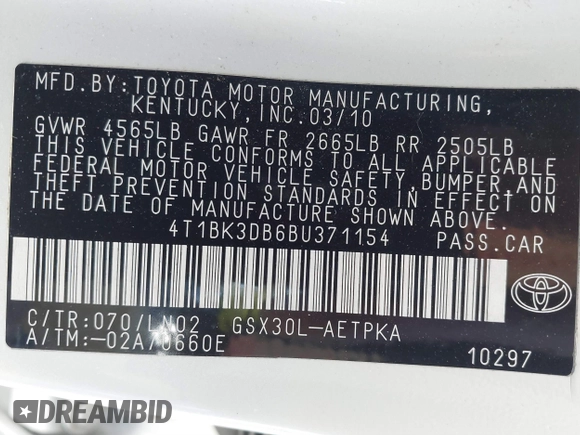 MFD.BY:TOYOTA MOTOR MANUFACTURING,
KENTUCKY,INC.03/10
GVWR 4565LB GAWR FR 2665LB RR 2505LB
THIS VEHICLE CONFORMS TO ALL APPLICABLE
FEDERAL MOTOR VEHICLE SAFETY,BUMPER,AND
THEFT PREVENTION STANDARDS IN EFFECT ON
THE DATE OF MANUFACTURE SHOWN ABOVE.
4T1BK3DB6BU371154 PASS.CAR
C/TR:070/LN02 GSX30L-AETPKA
A/TM:-02A/U660E
10297
DREAMBID